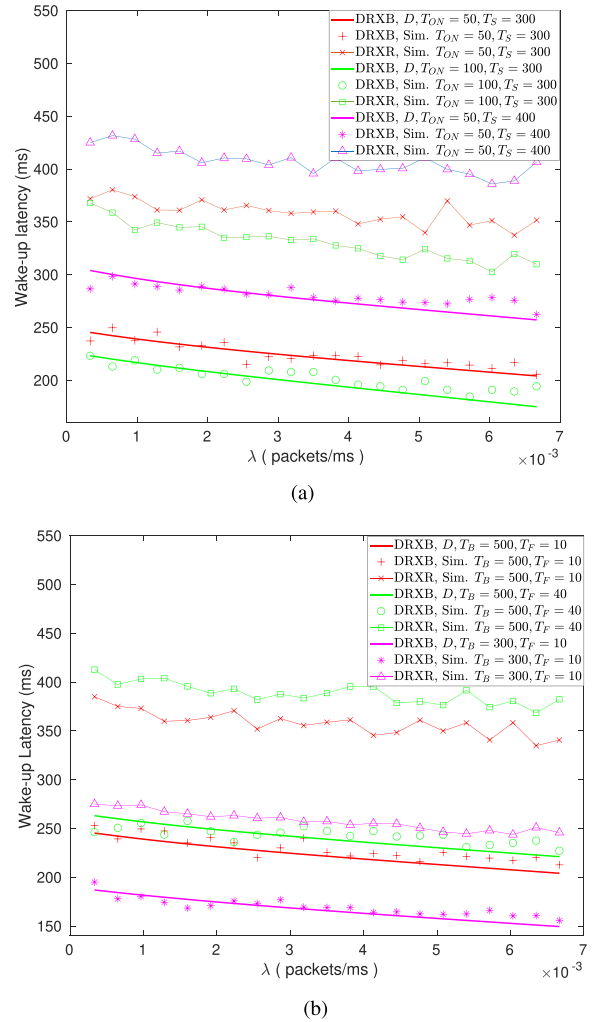 550
500
450
400
350
300
250
200
Wake-up latency (ms)
DRXB, D, T_ON = 50, T_S = 300
DRXB, Sim. T_ON = 50, T_S = 300
DRXR, Sim. T_ON = 50, T_S = 300
DRXB, D, T_ON = 100, T_S = 300
DRXB, Sim. T_ON = 100, T_S = 300
DRXR, Sim. T_ON = 100, T_S = 300
DRXB, D, T_ON = 50, T_S = 400
DRXB, Sim. T_ON = 50, T_S = 400
DRXR, Sim. T_ON = 50, T_S = 400
0 1 2 3 4 5 6 7
λ ( packets/ms ) ×10^-3
(a)
550
500
450
400
350
300
250
200
150
Wake-up Latency (ms)
DRXB, D, T_B = 500, T_F = 10
DRXB, Sim. T_B = 500, T_F = 10
DRXR, Sim. T_B = 500, T_F = 10
DRXB, D, T_B = 500, T_F = 40
DRXB, Sim. T_B = 500, T_F = 40
DRXR, Sim. T_B = 500, T_F = 40
DRXB, D, T_B = 300, T_F = 10
DRXB, Sim. T_B = 300, T_F = 10
DRXR, Sim. T_B = 300, T_F = 10
0 1 2 3 4 5 6 7
λ ( packets/ms) ×10^-3
(b)